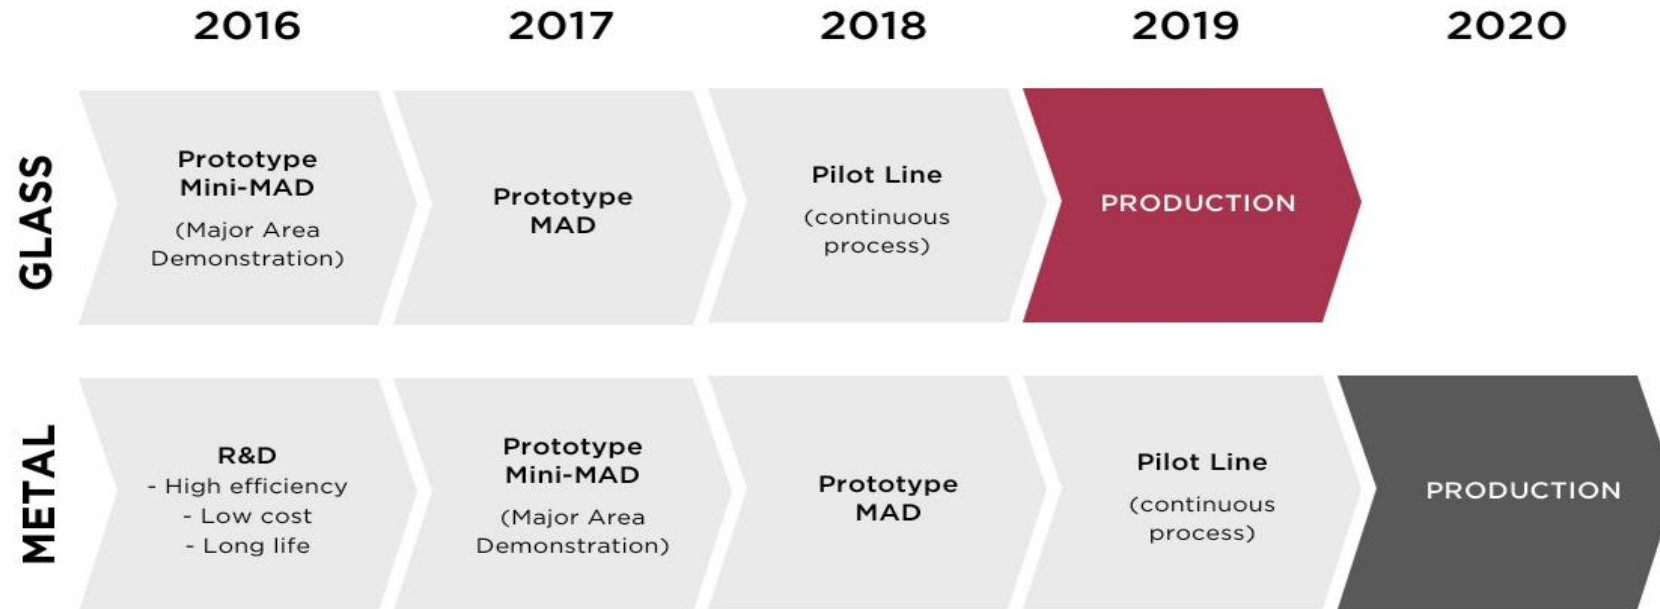 2016 2017 2018 2019 2020
GLASS
Prototype
Mini-MAD
(Major Area
Demonstration)
Prototype
MAD
Pilot Line
(continuous
process)
PRODUCTION
METAL
R&D
- High efficiency
- Low cost
- Long life
Prototype
Mini-MAD
(Major Area
Demonstration)
Prototype
MAD
Pilot Line
(continuous
process)
PRODUCTION